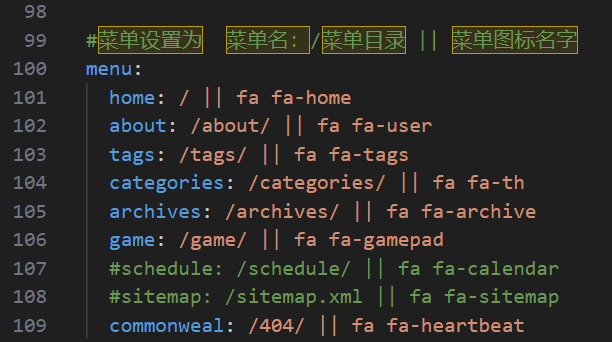 98
99 #菜单设置为  菜单名: /菜单目录 || 菜单图标名字
100 menu:
101 home: / || fa fa-home
102 about: /about/ || fa fa-user
103 tags: /tags/ || fa fa-tags
104 categories: /categories/ || fa fa-th
105 archives: /archives/ || fa fa-archive
106 game: /game/ || fa fa-gamepad
107 #schedule: /schedule/ || fa fa-calendar
108 #sitemap: /sitemap.xml || fa fa-sitemap
109 commonweal: /404/ || fa fa-heartbeat